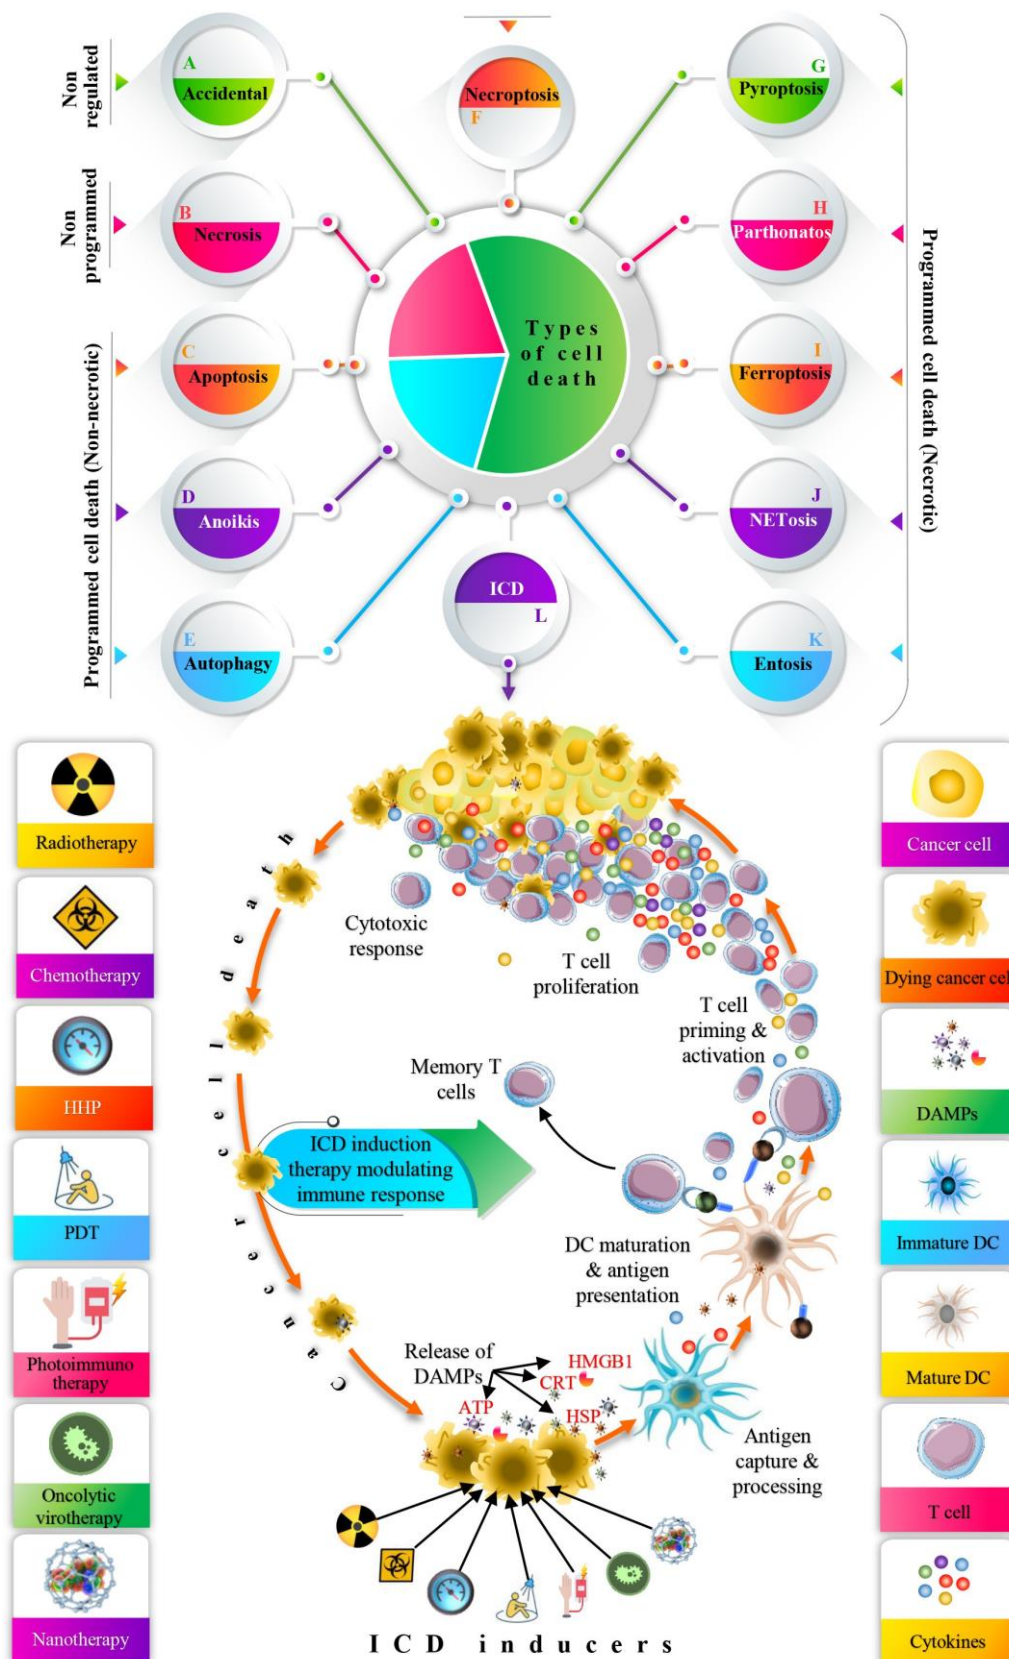 Non
regulated
A
Accidental
Necroptosis
F
G
Pyroptosis
Non
programmed
B
Necrosis
H
Parthonatos
Types
of cell
death
Programmed cell death (Non-necrotic)
C
Apoptosis
I
Ferroptosis
Programmed cell death (Necrotic)
D
Anoikis
J
NETosis
ICD
L
E
Autophagy
K
Entosis
Radiotherapy
Chemotherapy
HHP
PDT
Photoimmuno
therapy
Oncolytic
virotherapy
Nanotherapy
Cancer cell death
Cytotoxic
response
T cell
proliferation
T cell
priming &
activation
Memory T
cells
ICD induction
therapy modulating
immune response
DC maturation
& antigen
presentation
Release of
DAMPs
HMGB1
CRT
ATP
HSP
Antigen
capture &
processing
ICD inducers
Cancer cell
Dying cancer cell
DAMPs
Immature DC
Mature DC
T cell
Cytokines